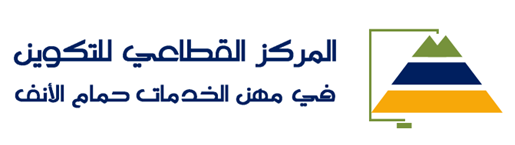 المركز القطاعي للتكوين
في مهن الخدمات حمام الأنف